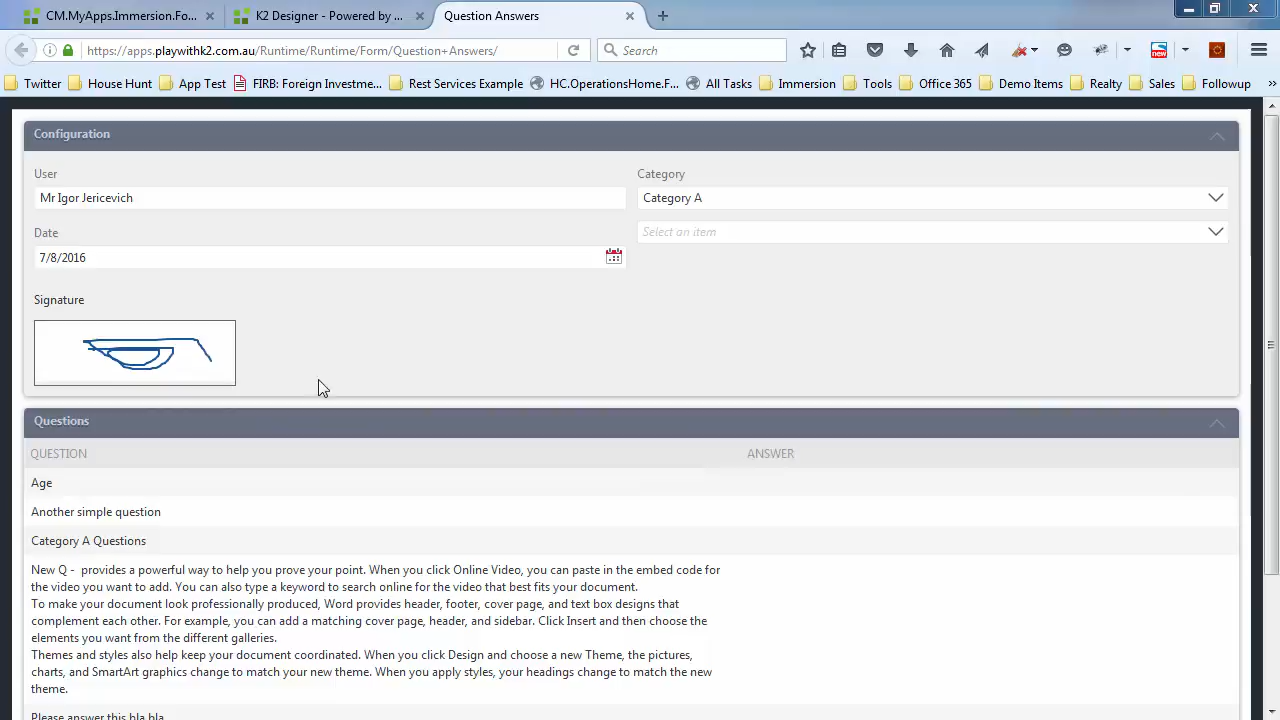 CM.MyApps.Immersion.Fo...
K2 Designer - Powered by ...
Question Answers
https://apps.playwithk2.com.au/Runtime/Runtime/Form/Question+Answers/
Search
new
Twitter House Hunt App Test FIRB: Foreign Investme... Rest Services Example HC.OperationsHome.F... All Tasks Immersion Tools Office 365 Demo Items Realty Sales Followup
Configuration
User
Mr Igor Jericevich
Category
Category A
Select an item
Date
7/8/2016
Signature
Questions
QUESTION ANSWER
Age
Another simple question
Category A Questions
New Q - provides a powerful way to help you prove your point. When you click Online Video, you can paste in the embed code for
the video you want to add. You can also type a keyword to search online for the video that best fits your document.
To make your document look professionally produced, Word provides header, footer, cover page, and text box designs that
complement each other. For example, you can add a matching cover page, header, and sidebar. Click Insert and then choose the
elements you want from the different galleries.
Themes and styles also help keep your document coordinated. When you click Design and choose a new Theme, the pictures,
charts, and SmartArt graphics change to match your new theme. When you apply styles, your headings change to match the new
theme.
Please answer this bla bla